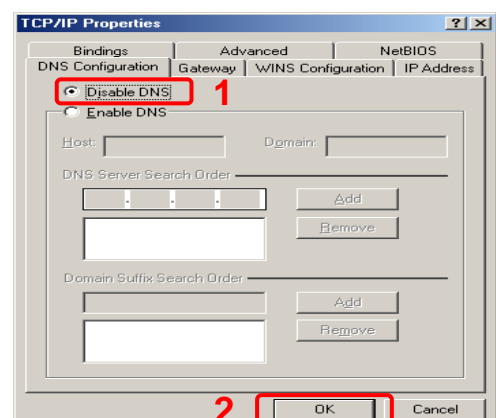 TCP/IP Properties ? X
Bindings Advanced NetBIOS
DNS Configuration Gateway WINS Configuration IP Address
Disable DNS 1
Enable DNS
Host: Domain:
DNS Server Search Order
. . . Add
Remove
Domain Suffix Search Order
Add
Remove
2 OK Cancel